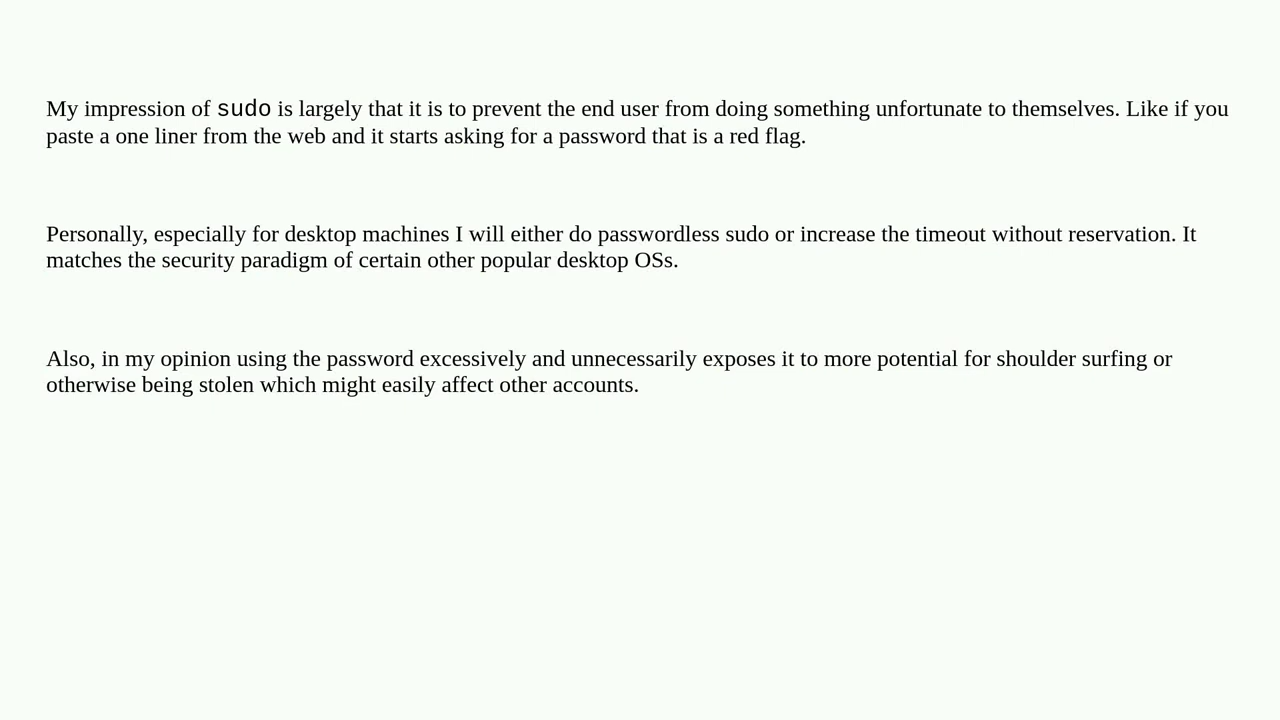 My impression of sudo is largely that it is to prevent the end user from doing something unfortunate to themselves. Like if you
paste a one liner from the web and it starts asking for a password that is a red flag.
Personally, especially for desktop machines I will either do passwordless sudo or increase the timeout without reservation. It
matches the security paradigm of certain other popular desktop OSs.
Also, in my opinion using the password excessively and unnecessarily exposes it to more potential for shoulder surfing or
otherwise being stolen which might easily affect other accounts.